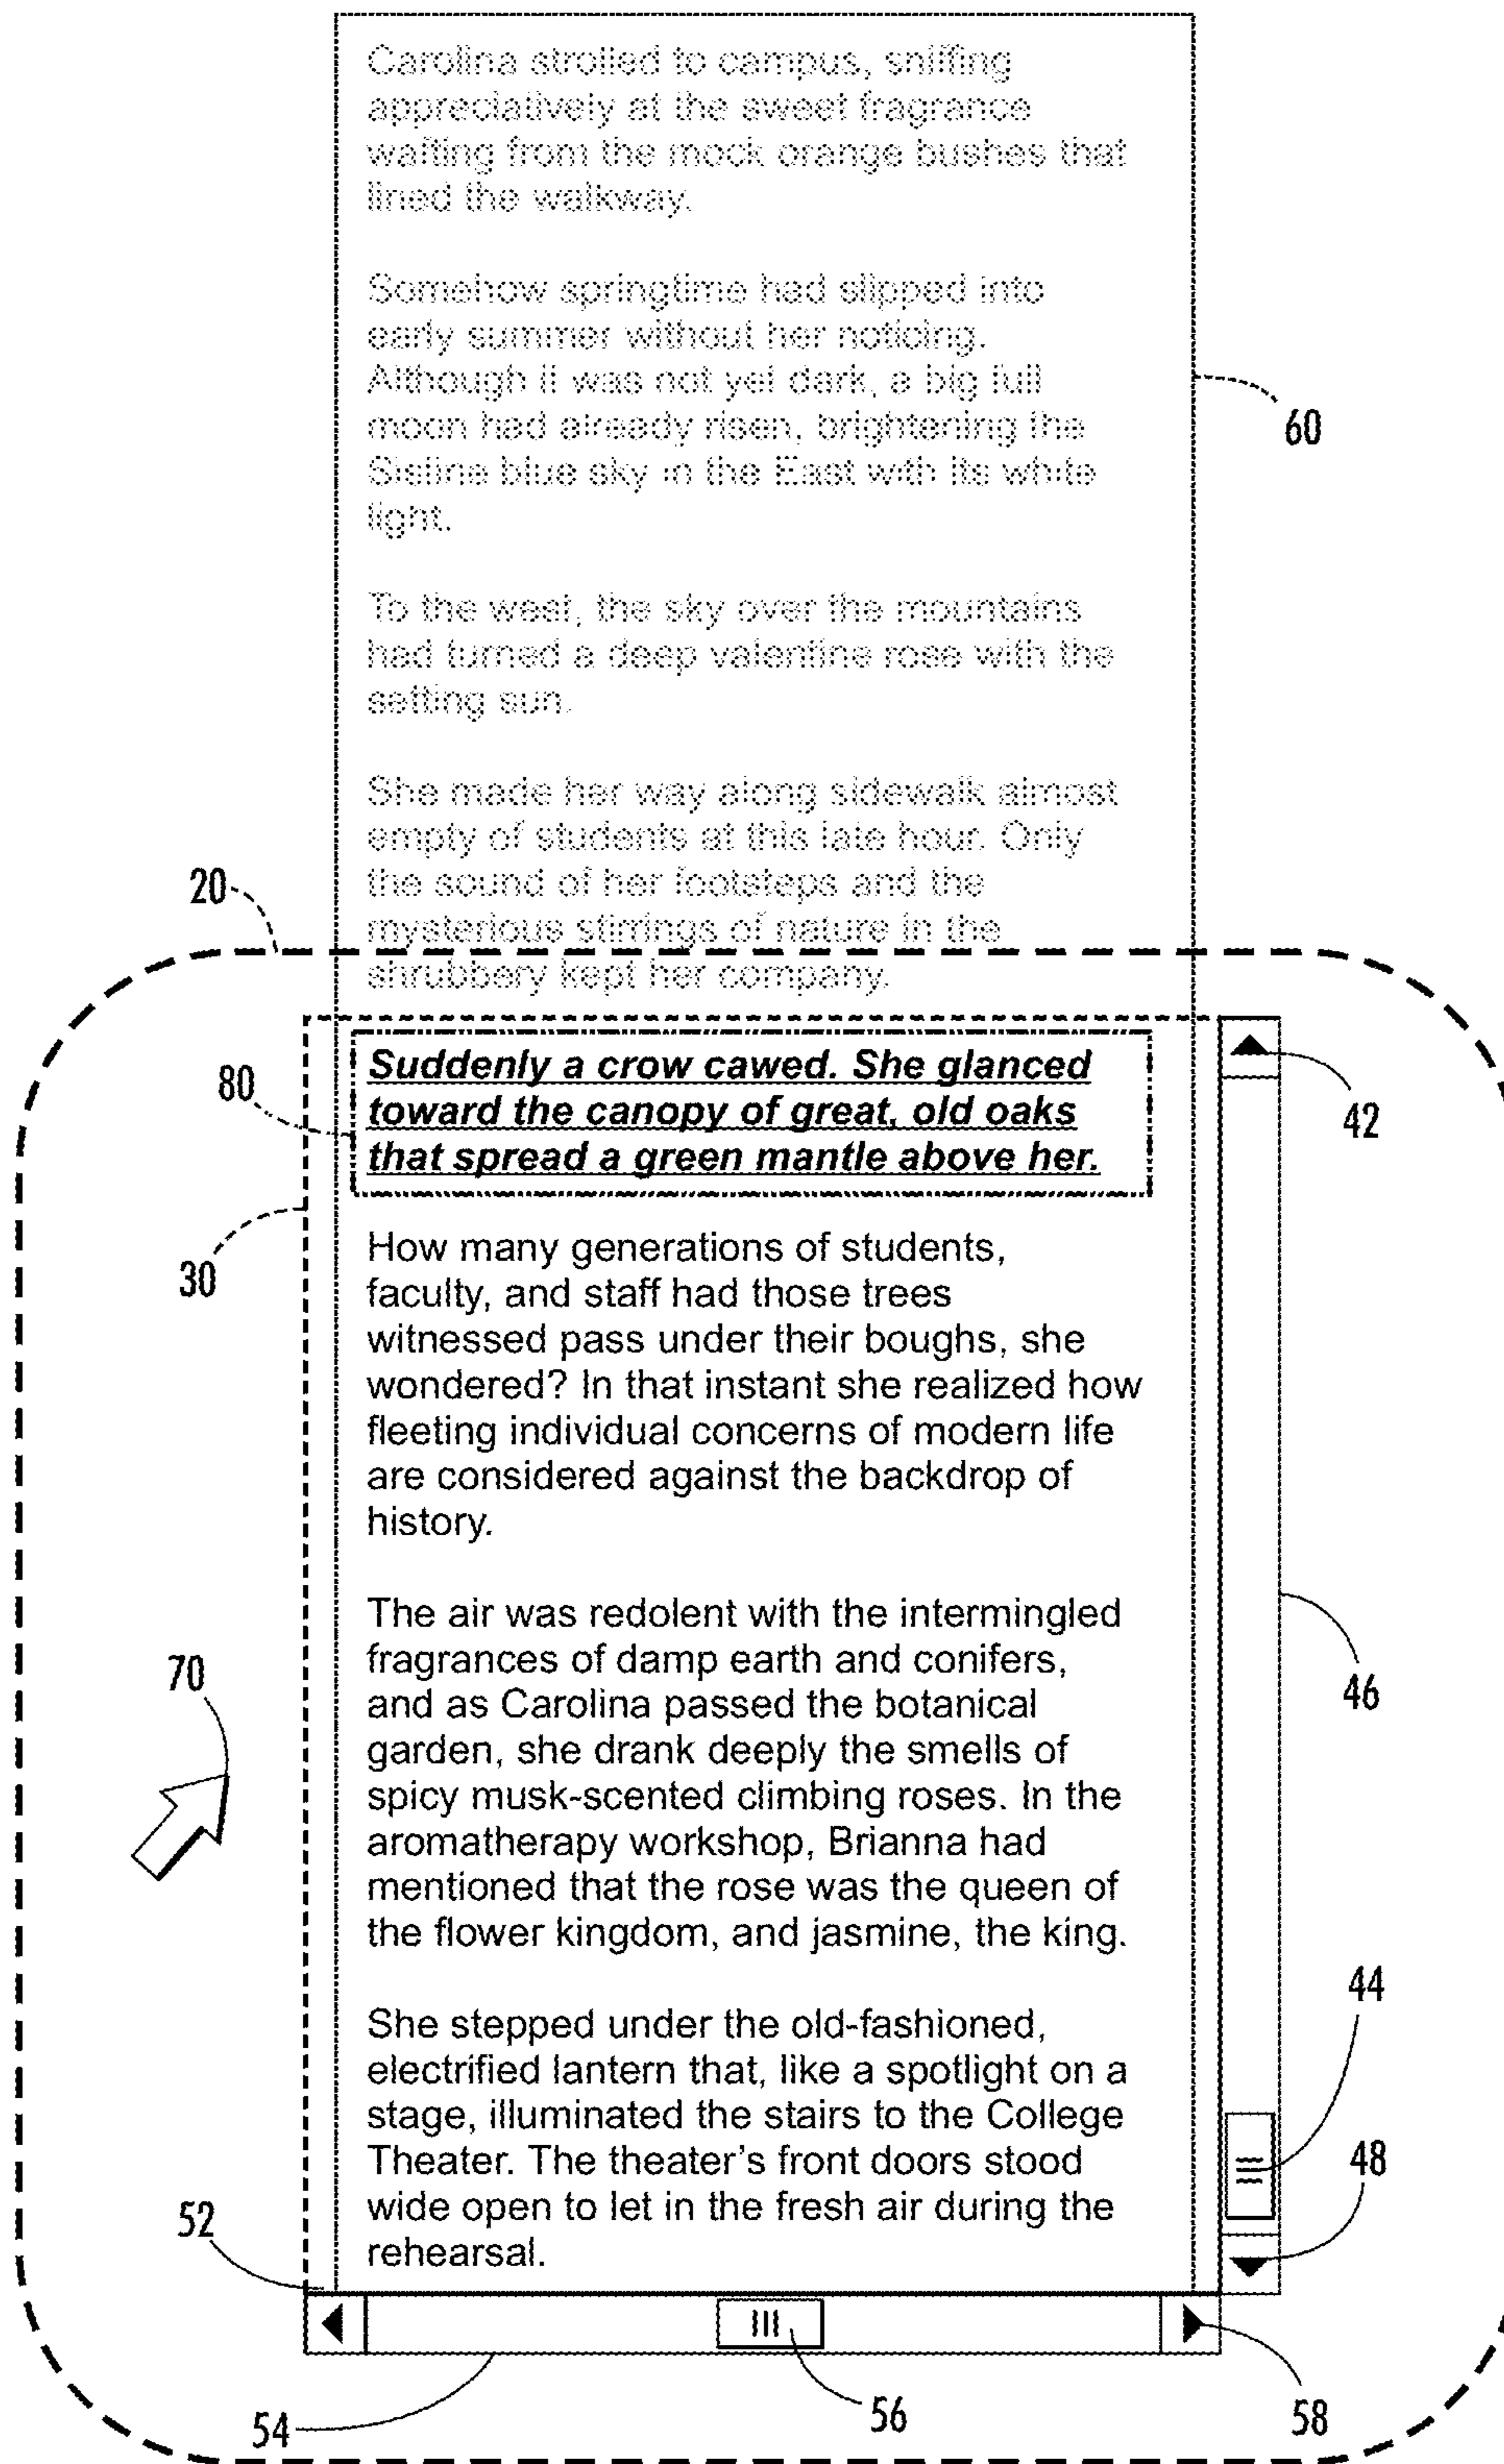 Carolina strolled to campus, sniffing
appreciatively at the sweet fragrance
wafting from the mock orange bushes that
lined the walkway.
Somehow springtime had slipped into
early summer without her noticing.
Although it was not yet dark, a big full
moon had already risen, brightening the
Sistine blue sky in the East with its white
light.
60
To the west, the sky over the mountains
had turned a deep valentine rose with the
setting sun.
She made her way along sidewalk almost
empty of students at this late hour. Only
the sound of her footsteps and the
mysterious stirrings of nature in the
shrubbery kept her company.
20
80
Suddenly a crow cawed. She glanced
toward the canopy of great, old oaks
that spread a green mantle above her.
42
30
How many generations of students,
faculty, and staff had those trees
witnessed pass under their boughs, she
wondered? In that instant she realized how
fleeting individual concerns of modern life
are considered against the backdrop of
history.
70
46
The air was redolent with the intermingled
fragrances of damp earth and conifers,
and as Carolina passed the botanical
garden, she drank deeply the smells of
spicy musk-scented climbing roses. In the
aromatherapy workshop, Brianna had
mentioned that the rose was the queen of
the flower kingdom, and jasmine, the king.
44
She stepped under the old-fashioned,
electrified lantern that, like a spotlight on a
stage, illuminated the stairs to the College
Theater. The theater's front doors stood
wide open to let in the fresh air during the
rehearsal.
48
52
54
56
58